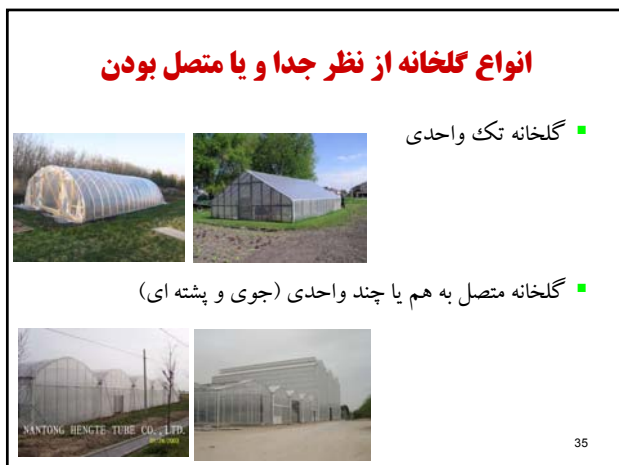 انواع گلخانه از نظر جدا و یا متصل بودن
گلخانه تک واحدی
گلخانه متصل به هم یا چند واحدی (جوی و پشته ای)
NANTONG HENGTE TUBE CO.,LTD.
35